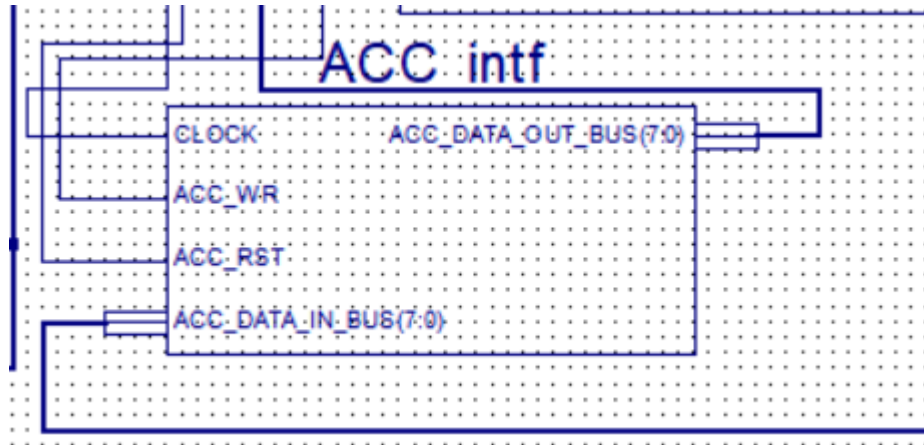 ACC intf
CLOCK ACC_DATA_OUT_BUS(7:0)
ACC_WR
ACC_RST
ACC_DATA_IN_BUS(7:0)